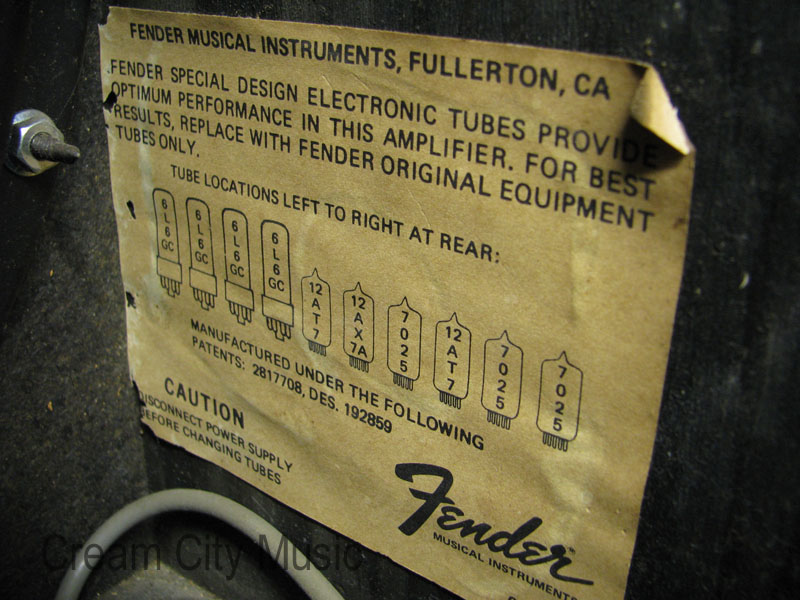 FENDER MUSICAL INSTRUMENTS, FULLERTON, CA
FENDER SPECIAL DESIGN ELECTRONIC TUBES PROVIDE
OPTIMUM PERFORMANCE IN THIS AMPLIFIER. FOR BEST
RESULTS, REPLACE WITH FENDER ORIGINAL EQUIPMENT
TUBES ONLY.
TUBE LOCATIONS LEFT TO RIGHT AT REAR:
6L6GC 6L6GC 6L6GC 6L6GC 12AT7 12AX7A 7025 12AT7 7025 7025
MANUFACTURED UNDER THE FOLLOWING
PATENTS: 2817708, DES. 192859
CAUTION
DISCONNECT POWER SUPPLY
BEFORE CHANGING TUBES
Fender
MUSICAL INSTRUMENTS
Cream City Music